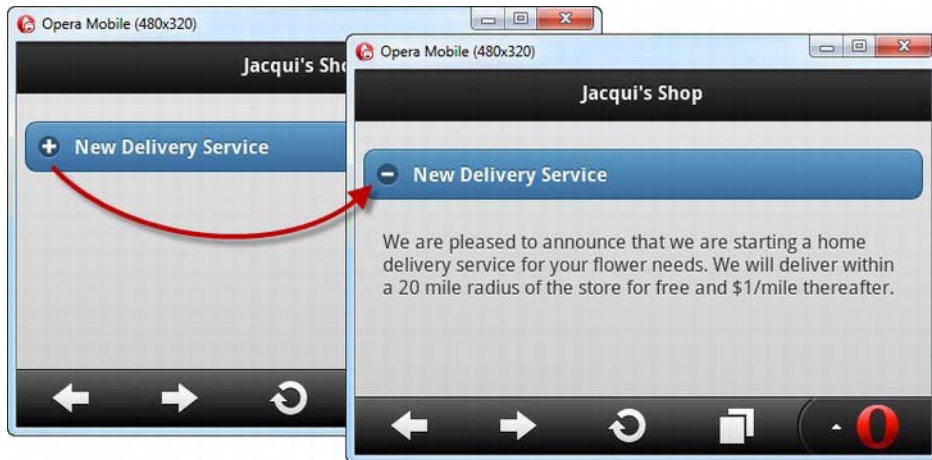 Opera Mobile (480x320)
Jacqui's Sho
New Delivery Service
Opera Mobile (480x320)
Jacqui's Shop
New Delivery Service
We are pleased to announce that we are starting a home
delivery service for your flower needs. We will deliver within
a 20 mile radius of the store for free and $1/mile thereafter.